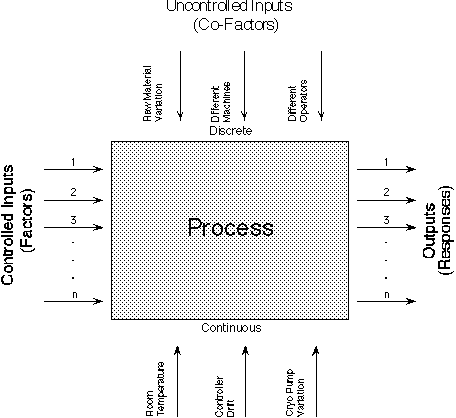 Uncontrolled Inputs
(Co-Factors)
Raw Material
Variation
Dfferent
Machines
Different
Operators
Discrete
Controlled Inputs
(Factors)
1
2
3
.
.
.
n
Process
1
2
3
.
.
.
n
Outputs
(Responses)
Continuous
Room
Temperature
Controller
Drift
Cryo Pump
Variation